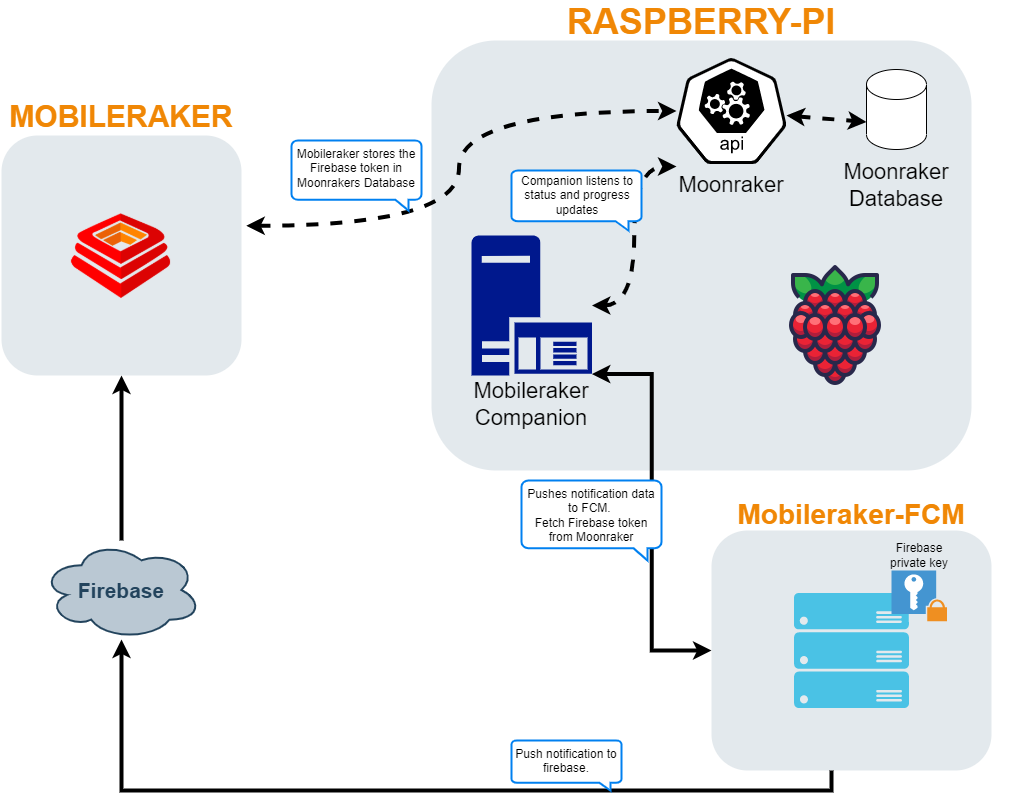 RASPBERRY-PI
MOBILERAKER
Mobileraker stores the
Firebase token in
Moonrakers Database
api
Moonraker
Moonraker
Database
Companion listens to
status and progress
updates
Mobileraker
Companion
Pushes notification data
to FCM.
Fetch Firebase token
from Moonraker
Mobileraker-FCM
Firebase
private key
Firebase
Push notification to
firebase.